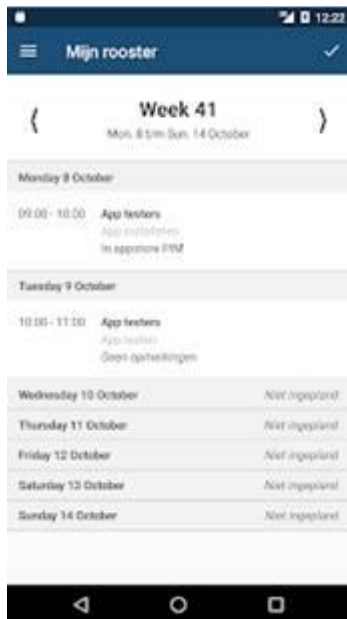 12:22
Mijn rooster
Week 41
Mon. 8 t/m Sun. 14 October
Monday 8 October
09:00 - 10:00 App testers
App installeren
In appstore PPM
Tuesday 9 October
10:00 - 11:00 App testers
App testen
Geen opmerkingen
Wednesday 10 October Niet ingepland
Thursday 11 October Niet ingepland
Friday 12 October Niet ingepland
Saturday 13 October Niet ingepland
Sunday 14 October Niet ingepland